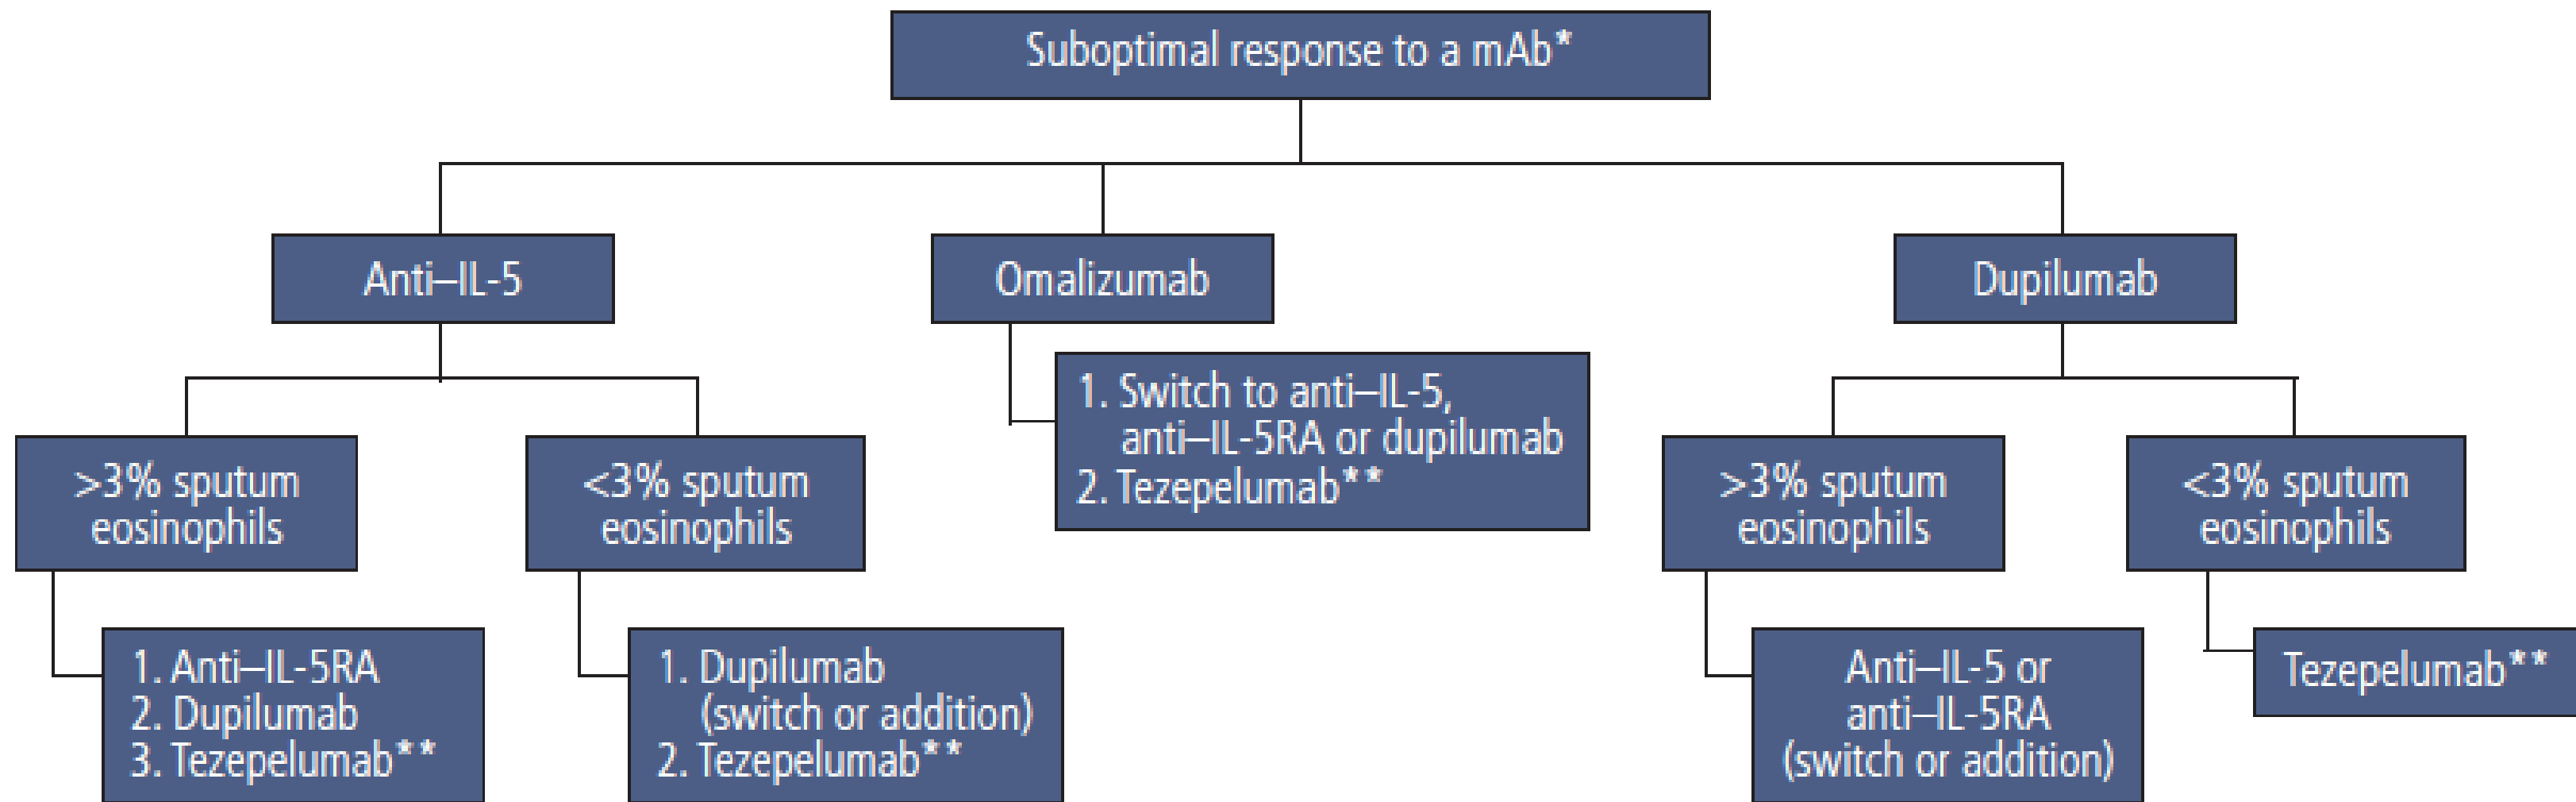 Suboptimal response to a mAb*
Anti–IL-5
Omalizumab
Dupilumab
1. Switch to anti–IL-5,
anti–IL-5RA or dupilumab
2. Tezepelumab**
>3% sputum
eosinophils
<3% sputum
eosinophils
>3% sputum
eosinophils
<3% sputum
eosinophils
1. Anti–IL-5RA
2. Dupilumab
3. Tezepelumab**
1. Dupilumab
(switch or addition)
2. Tezepelumab**
Anti–IL-5 or
anti–IL-5RA
(switch or addition)
Tezepelumab**